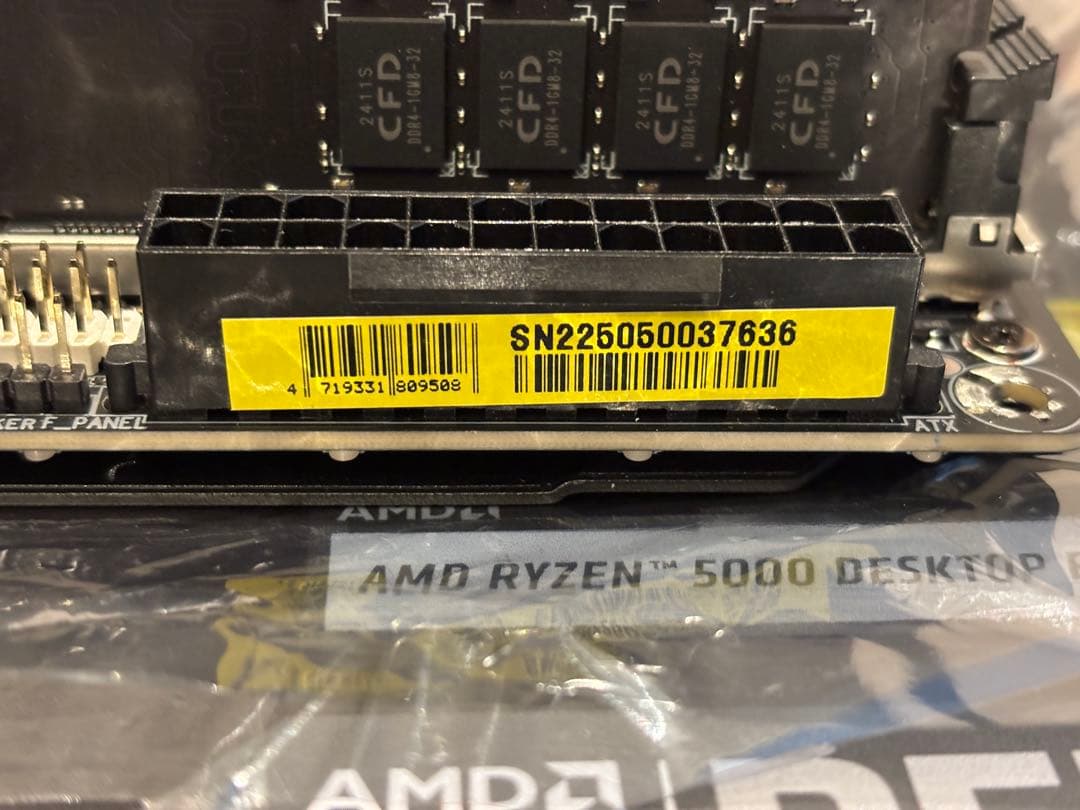 2411S
CFD
DDR4-1GM8-32
2411S
CFD
DDR4-1GM8-32
2411S
CFD
DDR4-1GM8-32
2411S
CFD
DDR4-1GM8-32
SN225050037636
4 719331 809508
F_PANEL
ATX
AMD
AMD RYZEN™ 5000 DESKTOP
AMD